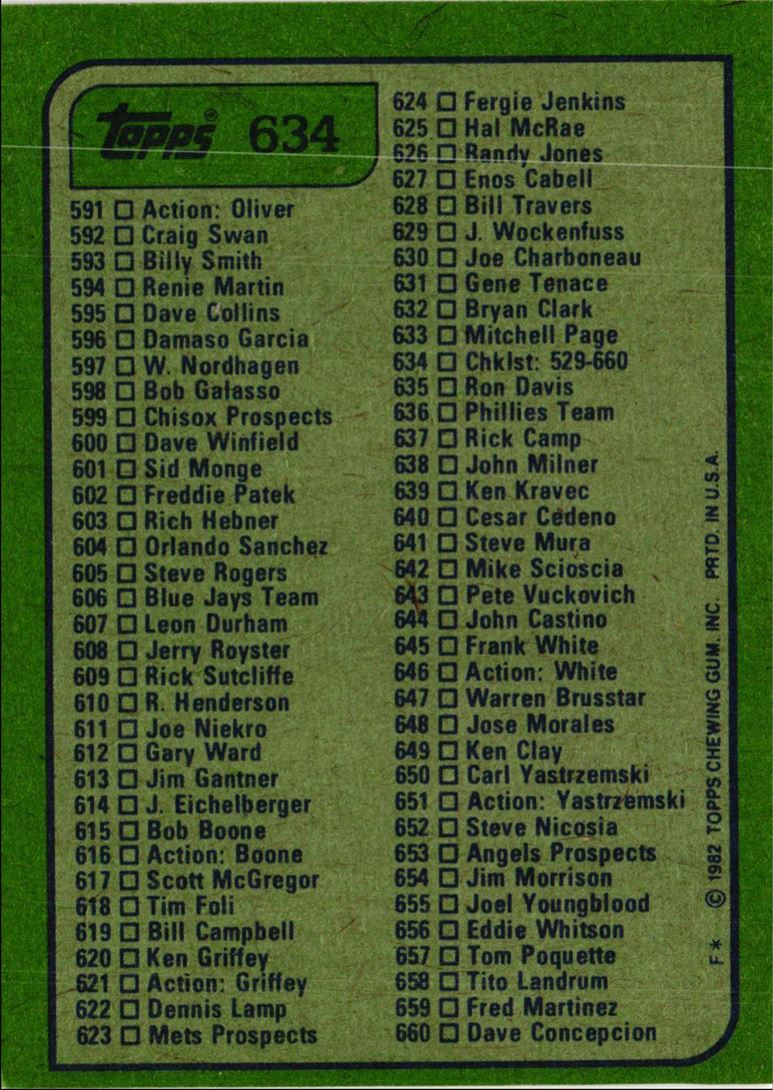 Topps® 634
591 □ Action: Oliver
592 □ Craig Swan
593 □ Billy Smith
594 □ Renie Martin
595 □ Dave Collins
596 □ Damaso Garcia
597 □ W. Nordhagen
598 □ Bob Galasso
599 □ Chisox Prospects
600 □ Dave Winfield
601 □ Sid Monge
602 □ Freddie Patek
603 □ Rich Hebner
604 □ Orlando Sanchez
605 □ Steve Rogers
606 □ Blue Jays Team
607 □ Leon Durham
608 □ Jerry Royster
609 □ Rick Sutcliffe
610 □ R. Henderson
611 □ Joe Niekro
612 □ Gary Ward
613 □ Jim Gantner
614 □ J. Eichelberger
615 □ Bob Boone
616 □ Action: Boone
617 □ Scott McGregor
618 □ Tim Foli
619 □ Bill Campbell
620 □ Ken Griffey
621 □ Action: Griffey
622 □ Dennis Lamp
623 □ Mets Prospects
624 □ Fergie Jenkins
625 □ Hal McRae
626 □ Randy Jones
627 □ Enos Cabell
628 □ Bill Travers
629 □ J. Wockenfuss
630 □ Joe Charboneau
631 □ Gene Tenace
632 □ Bryan Clark
633 □ Mitchell Page
634 □ Chklst: 529-660
635 □ Ron Davis
636 □ Phillies Team
637 □ Rick Camp
638 □ John Milner
639 □ Ken Kravec
640 □ Cesar Cedeno
641 □ Steve Mura
642 □ Mike Scioscia
643 □ Pete Vuckovich
644 □ John Castino
645 □ Frank White
646 □ Action: White
647 □ Warren Brusstar
648 □ Jose Morales
649 □ Ken Clay
650 □ Carl Yastrzemski
651 □ Action: Yastrzemski
652 □ Steve Nicosia
653 □ Angels Prospects
654 □ Jim Morrison
655 □ Joel Youngblood
656 □ Eddie Whitson
657 □ Tom Poquette
658 □ Tito Landrum
659 □ Fred Martinez
660 □ Dave Concepcion
F* © 1982 TOPPS CHEWING GUM. INC. PRTD. IN U.S.A.